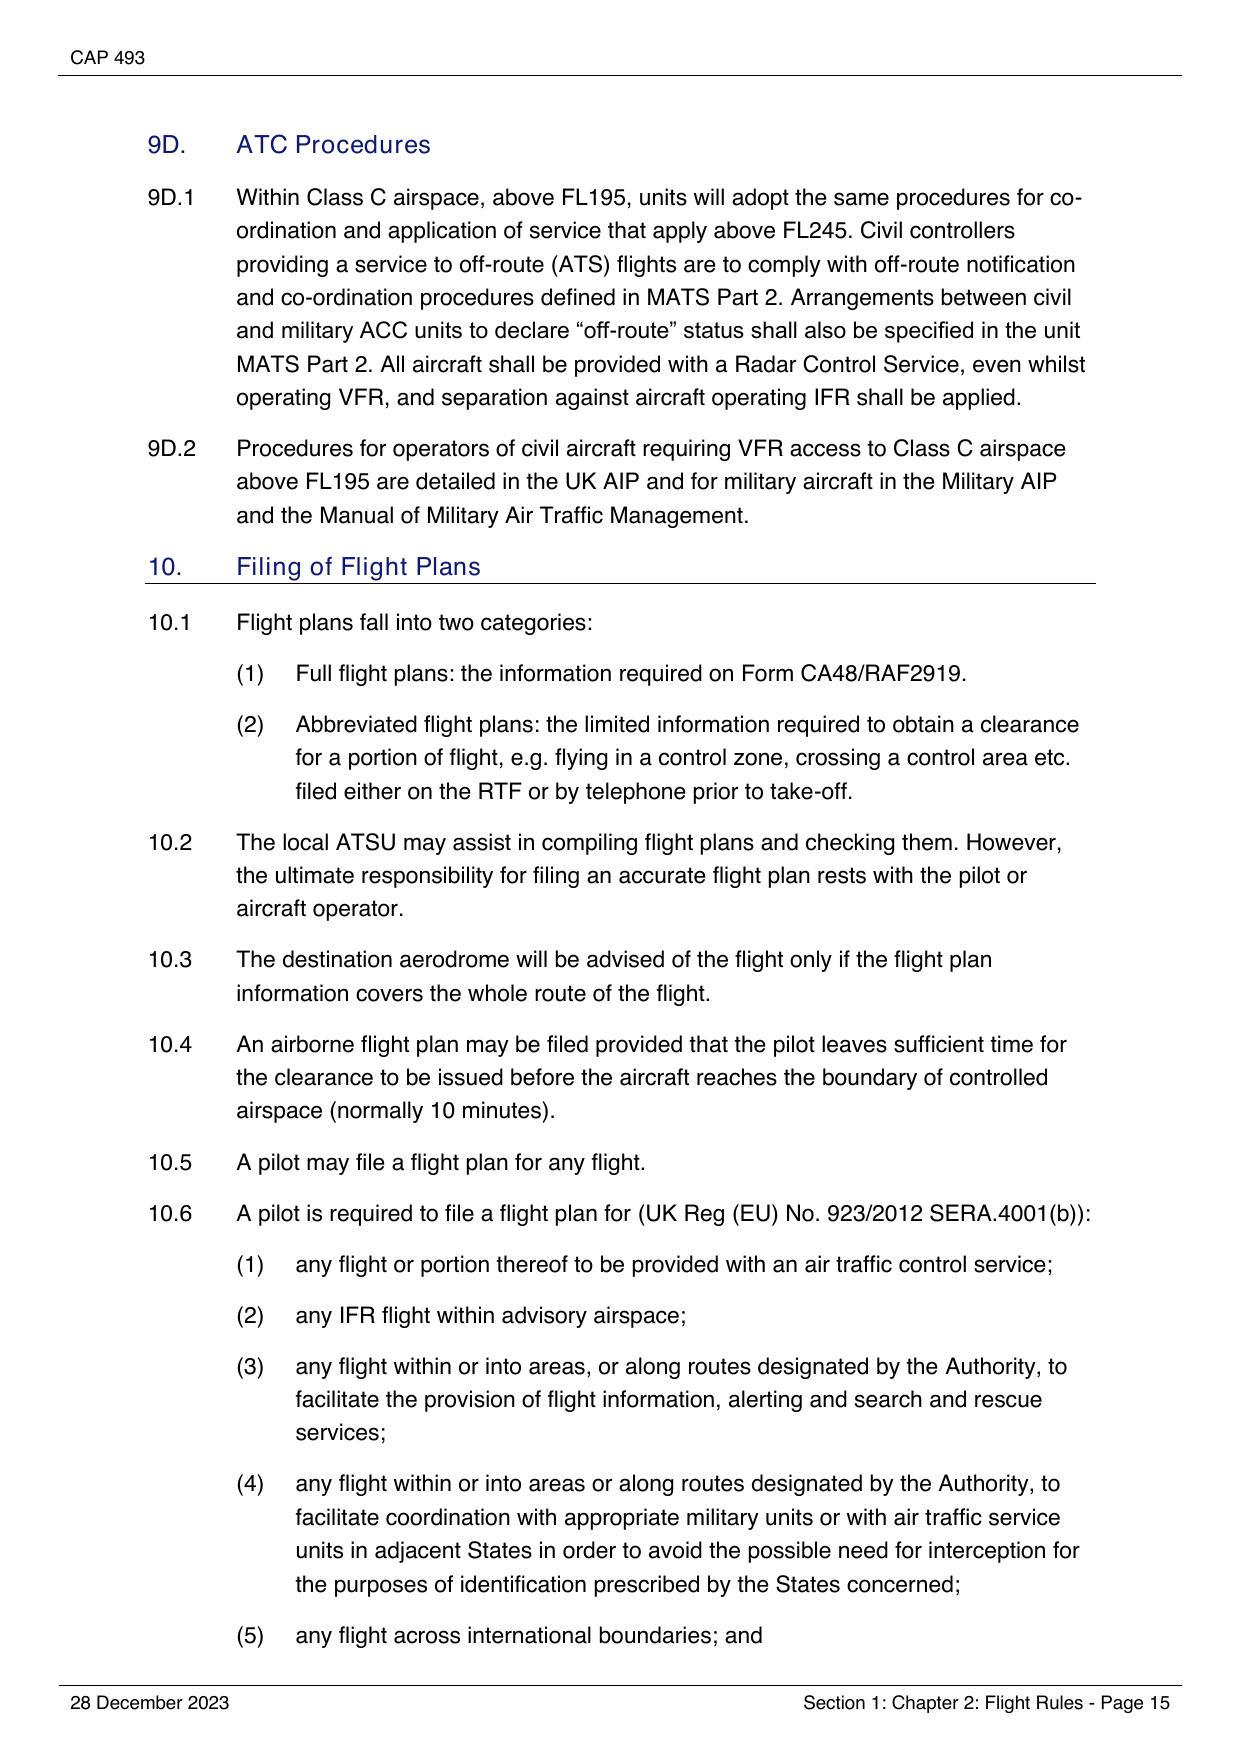 CAP 493
9D. ATC Procedures
9D.1 Within Class C airspace, above FL195, units will adopt the same procedures for co-
ordination and application of service that apply above FL245. Civil controllers
providing a service to off-route (ATS) flights are to comply with off-route notification
and co-ordination procedures defined in MATS Part 2. Arrangements between civil
and military ACC units to declare “off-route” status shall also be specified in the unit
MATS Part 2. All aircraft shall be provided with a Radar Control Service, even whilst
operating VFR, and separation against aircraft operating IFR shall be applied.
9D.2 Procedures for operators of civil aircraft requiring VFR access to Class C airspace
above FL195 are detailed in the UK AIP and for military aircraft in the Military AIP
and the Manual of Military Air Traffic Management.
10. Filing of Flight Plans
10.1 Flight plans fall into two categories:
(1) Full flight plans: the information required on Form CA48/RAF2919.
(2) Abbreviated flight plans: the limited information required to obtain a clearance
for a portion of flight, e.g. flying in a control zone, crossing a control area etc.
filed either on the RTF or by telephone prior to take-off.
10.2 The local ATSU may assist in compiling flight plans and checking them. However,
the ultimate responsibility for filing an accurate flight plan rests with the pilot or
aircraft operator.
10.3 The destination aerodrome will be advised of the flight only if the flight plan
information covers the whole route of the flight.
10.4 An airborne flight plan may be filed provided that the pilot leaves sufficient time for
the clearance to be issued before the aircraft reaches the boundary of controlled
airspace (normally 10 minutes).
10.5 A pilot may file a flight plan for any flight.
10.6 A pilot is required to file a flight plan for (UK Reg (EU) No. 923/2012 SERA.4001(b)):
(1) any flight or portion thereof to be provided with an air traffic control service;
(2) any IFR flight within advisory airspace;
(3) any flight within or into areas, or along routes designated by the Authority, to
facilitate the provision of flight information, alerting and search and rescue
services;
(4) any flight within or into areas or along routes designated by the Authority, to
facilitate coordination with appropriate military units or with air traffic service
units in adjacent States in order to avoid the possible need for interception for
the purposes of identification prescribed by the States concerned;
(5) any flight across international boundaries; and
28 December 2023 Section 1: Chapter 2: Flight Rules - Page 15